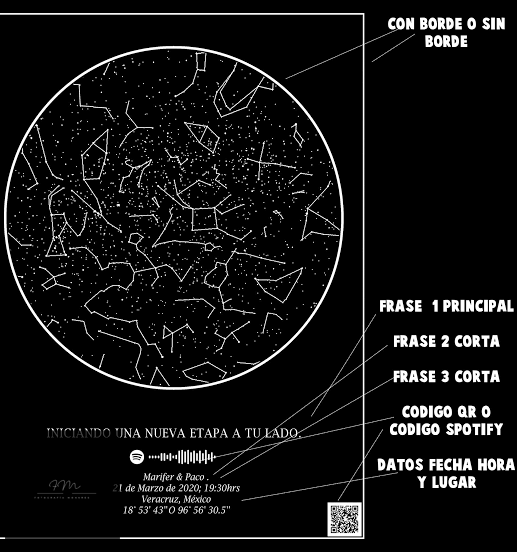 CON BORDE O SIN
BORDE
FRASE 1 PRINCIPAL
FRASE 2 CORTA
FRASE 3 CORTA
CODIGO QR O
CODIGO SPOTIFY
DATOS FECHA HORA
Y LUGAR
INICIANDO UNA NUEVA ETAPA A TU LADO.
Marifer & Paco .
21 de Marzo de 2020; 19:30hrs
Veracruz, México
18° 53' 43" O 96° 56' 30.5"